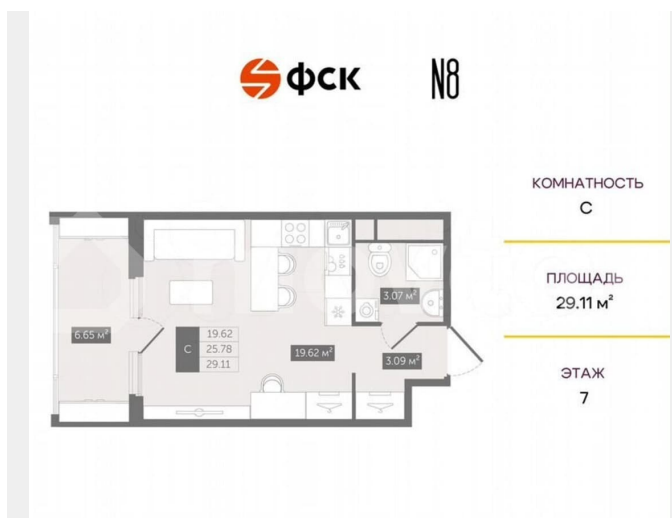 ФСК
N8
КОМНАТНОСТЬ
С
ПЛОЩАДЬ
29.11 м²
ЭТАЖ
7
3.07 м²
6.65 м²
С
19.62
25.78
29.11
19.62 м²
3.09 м²